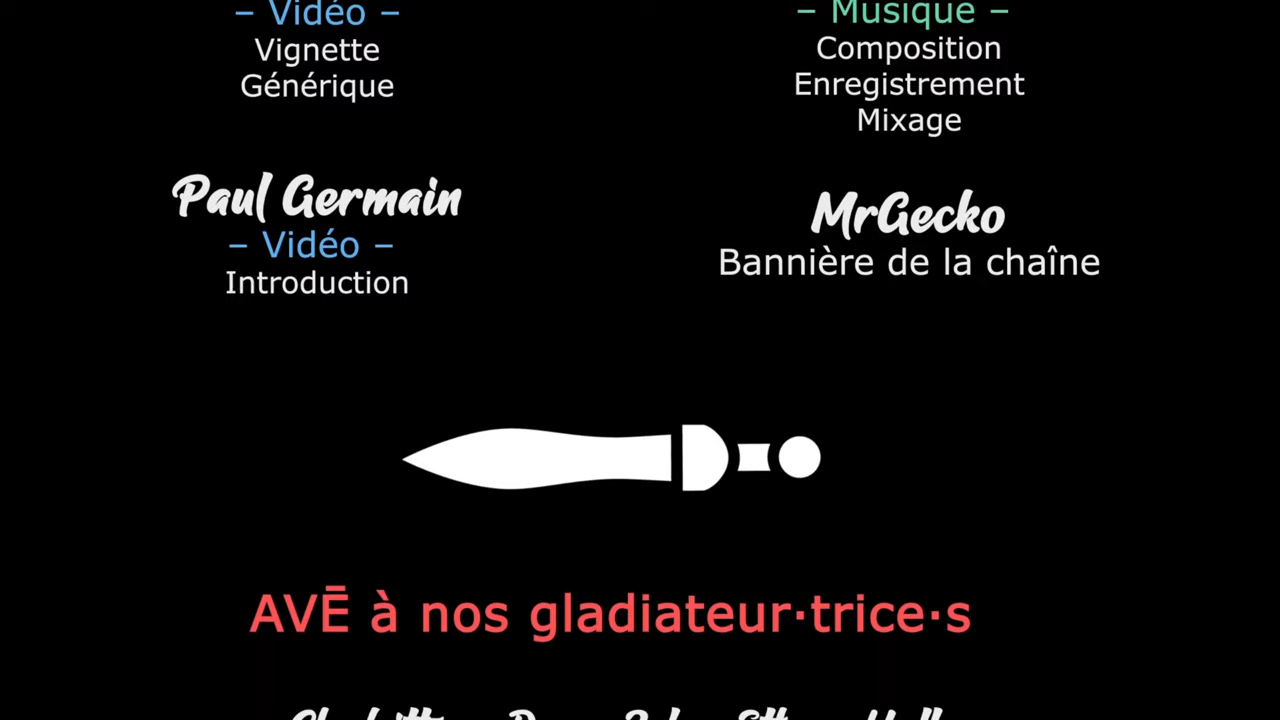 – Vidéo –
Vignette
Générique
Paul Germain
– Vidéo –
Introduction
– Musique –
Composition
Enregistrement
Mixage
MrGecko
Bannière de la chaîne
AVĒ à nos gladiateur·trice·s